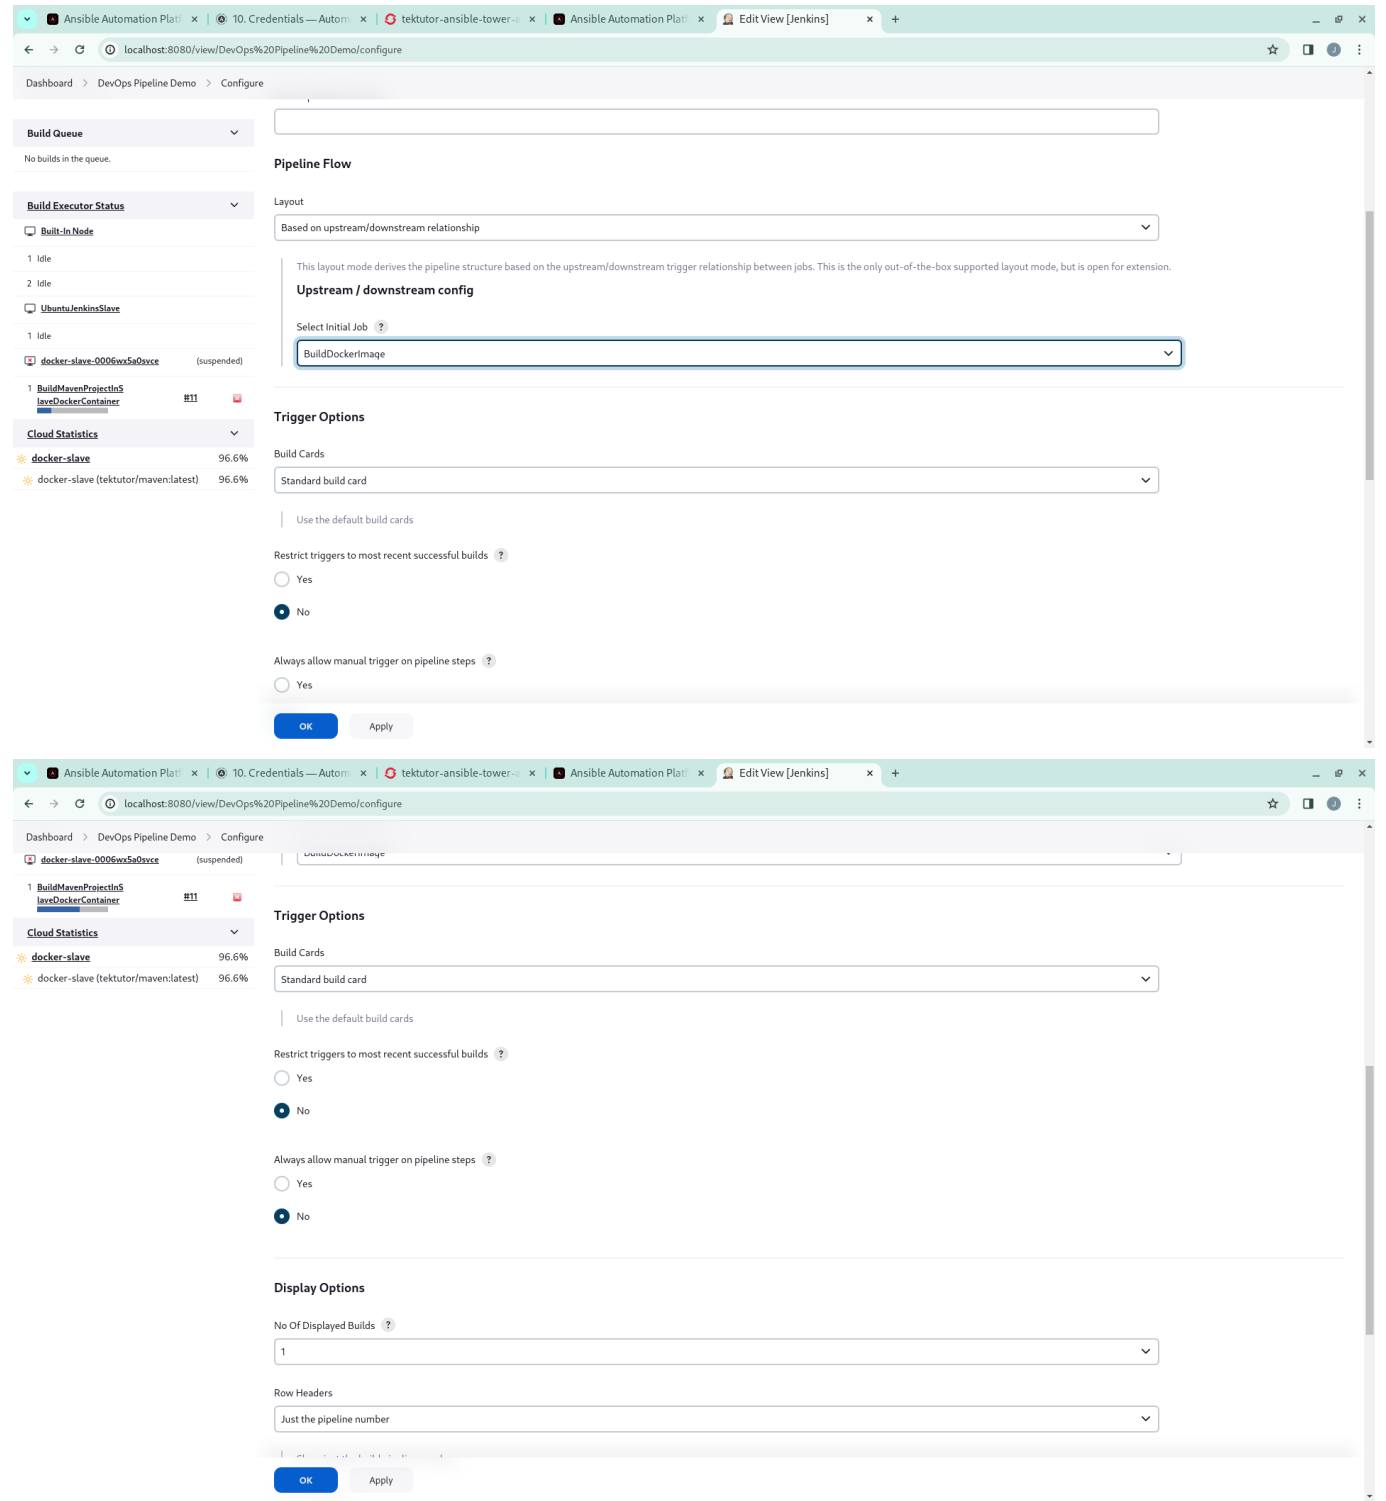 Ansible Automation Platf
10. Credentials — Autom
tektutor-ansible-tower-a
Ansible Automation Platf
Edit View [Jenkins]
localhost:8080/view/DevOps%20Pipeline%20Demo/configure
J
Dashboard > DevOps Pipeline Demo > Configure
Build Queue
No builds in the queue.
Build Executor Status
Built-In Node
1 Idle
2 Idle
UbuntuJenkinsSlave
1 Idle
docker-slave-0006wx5a0svce (suspended)
1 BuildMavenProjectInS
laveDockerContainer #11
Cloud Statistics
docker-slave 96.6%
docker-slave (tektutor/maven:latest) 96.6%
Pipeline Flow
Layout
Based on upstream/downstream relationship
This layout mode derives the pipeline structure based on the upstream/downstream trigger relationship between jobs. This is the only out-of-the-box supported layout mode, but is open for extension.
Upstream / downstream config
Select Initial Job ?
BuildDockerImage
Trigger Options
Build Cards
Standard build card
Use the default build cards
Restrict triggers to most recent successful builds ?
Yes
No
Always allow manual trigger on pipeline steps ?
Yes
OK
Apply
Ansible Automation Platf
10. Credentials — Autom
tektutor-ansible-tower-a
Ansible Automation Platf
Edit View [Jenkins]
localhost:8080/view/DevOps%20Pipeline%20Demo/configure
J
Dashboard > DevOps Pipeline Demo > Configure
docker-slave-0006wx5a0svce (suspended)
1 BuildMavenProjectInS
laveDockerContainer #11
Cloud Statistics
docker-slave 96.6%
docker-slave (tektutor/maven:latest) 96.6%
BuildDockerImage
Trigger Options
Build Cards
Standard build card
Use the default build cards
Restrict triggers to most recent successful builds ?
Yes
No
Always allow manual trigger on pipeline steps ?
Yes
No
Display Options
No Of Displayed Builds ?
1
Row Headers
Just the pipeline number
OK
Apply